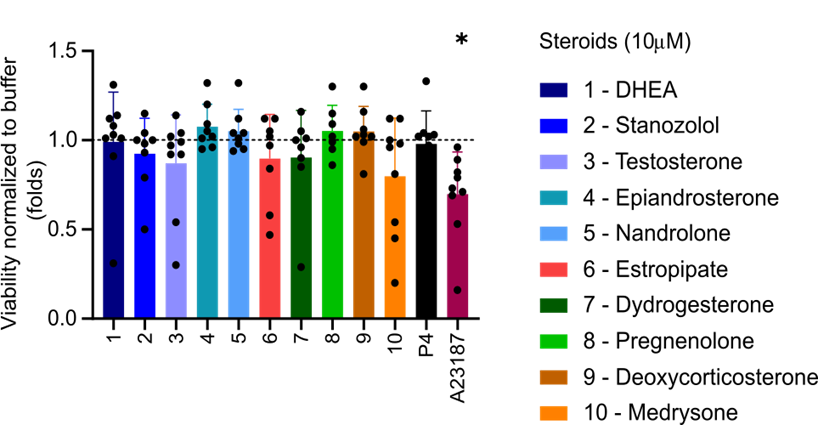 Viability normalized to buffer
(folds)
1.5
1.0
0.5
0.0
*
1
2
3
4
5
6
7
8
9
10
P4
A23187
Steroids (10µM)
1 - DHEA
2 - Stanozolol
3 - Testosterone
4 - Epiandrosterone
5 - Nandrolone
6 - Estropipate
7 - Dydrogesterone
8 - Pregnenolone
9 - Deoxycorticosterone
10 - Medrysone